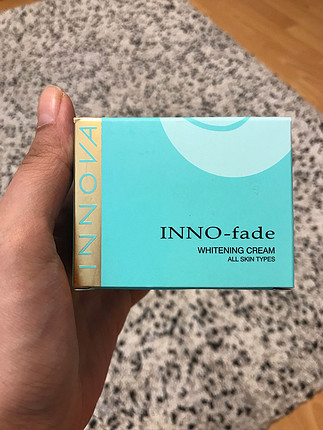 INNOVA
INNO-fade
WHITENING CREAM
ALL SKIN TYPES